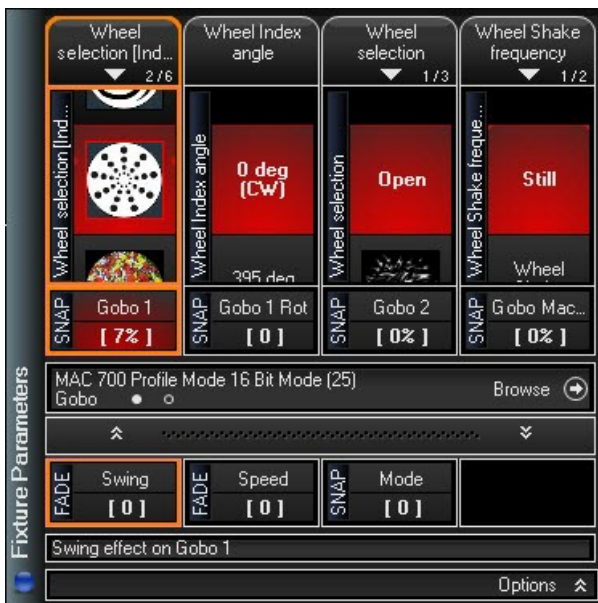 Wheel
selection [Ind...
2/6
Wheel Index
angle
Wheel
selection
1/3
Wheel Shake
frequency
1/2
Wheel selection [Ind...
Wheel Index angle
0 deg
(CW)
395 deg
Wheel selection
Open
Wheel Shake freque...
Still
Wheel
SNAP
Gobo 1
[ 7% ]
SNAP
Gobo 1 Rot
[ 0 ]
SNAP
Gobo 2
[ 0% ]
SNAP
Gobo Mac...
[ 0% ]
MAC 700 Profile Mode 16 Bit Mode (25)
Gobo
Browse
FADE
Swing
[ 0 ]
FADE
Speed
[ 0 ]
SNAP
Mode
[ 0 ]
Swing effect on Gobo 1
Options
Fixture Parameters